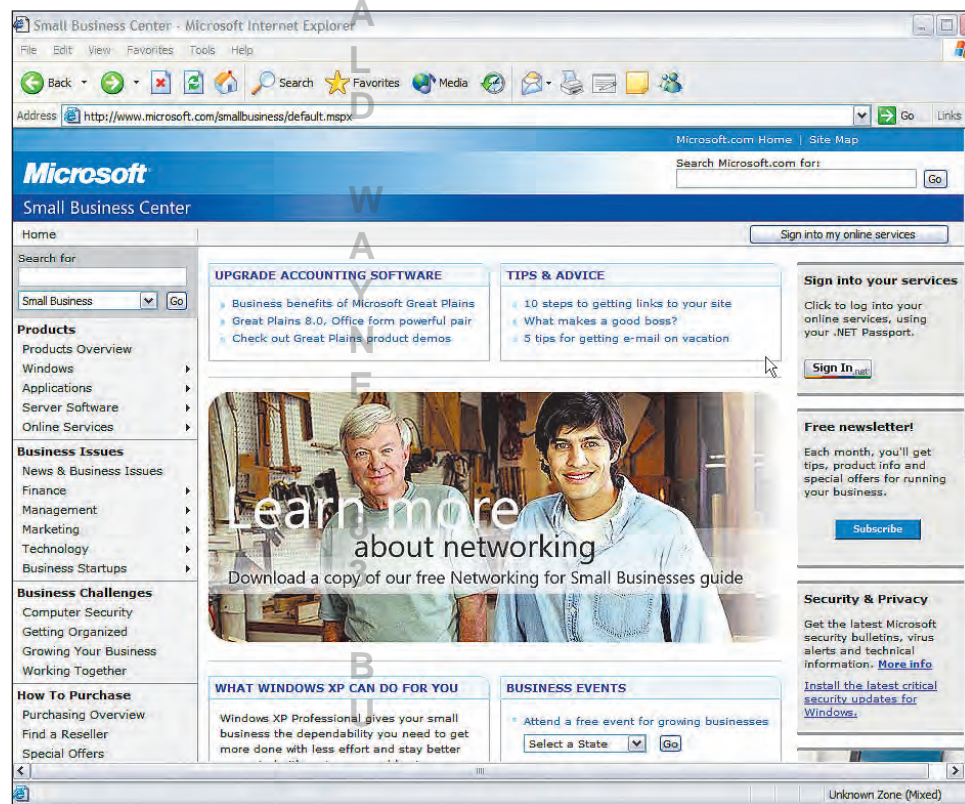 Small Business Center - Microsoft Internet Explorer
File Edit View Favorites Tools Help
Back Search Favorites Media
Address http://www.microsoft.com/smallbusiness/default.mspx Go Links
Microsoft.com Home | Site Map
Microsoft
Search Microsoft.com for:
Go
Small Business Center
Home
Sign into my online services
Search for
Small Business Go
Products
Products Overview
Windows
Applications
Server Software
Online Services
Business Issues
News & Business Issues
Finance
Management
Marketing
Technology
Business Startups
Business Challenges
Computer Security
Getting Organized
Growing Your Business
Working Together
How To Purchase
Purchasing Overview
Find a Reseller
Special Offers
UPGRADE ACCOUNTING SOFTWARE
Business benefits of Microsoft Great Plains
Great Plains 8.0, Office form powerful pair
Check out Great Plains product demos
TIPS & ADVICE
10 steps to getting links to your site
What makes a good boss?
5 tips for getting e-mail on vacation
Learn more
about networking
Download a copy of our free Networking for Small Businesses guide
WHAT WINDOWS XP CAN DO FOR YOU
Windows XP Professional gives your small
business the dependability you need to get
more done with less effort and stay better
BUSINESS EVENTS
Attend a free event for growing businesses
Select a State Go
Sign into your services
Click to log into your
online services, using
your .NET Passport.
Sign In .net
Free newsletter!
Each month, you'll get
tips, product info and
special offers for running
your business.
Subscribe
Security & Privacy
Get the latest Microsoft
security bulletins, virus
alerts and technical
information. More info
Install the latest critical
security updates for
Windows.
Unknown Zone (Mixed)
A
L
D
W
A
Y
N
E
B
U